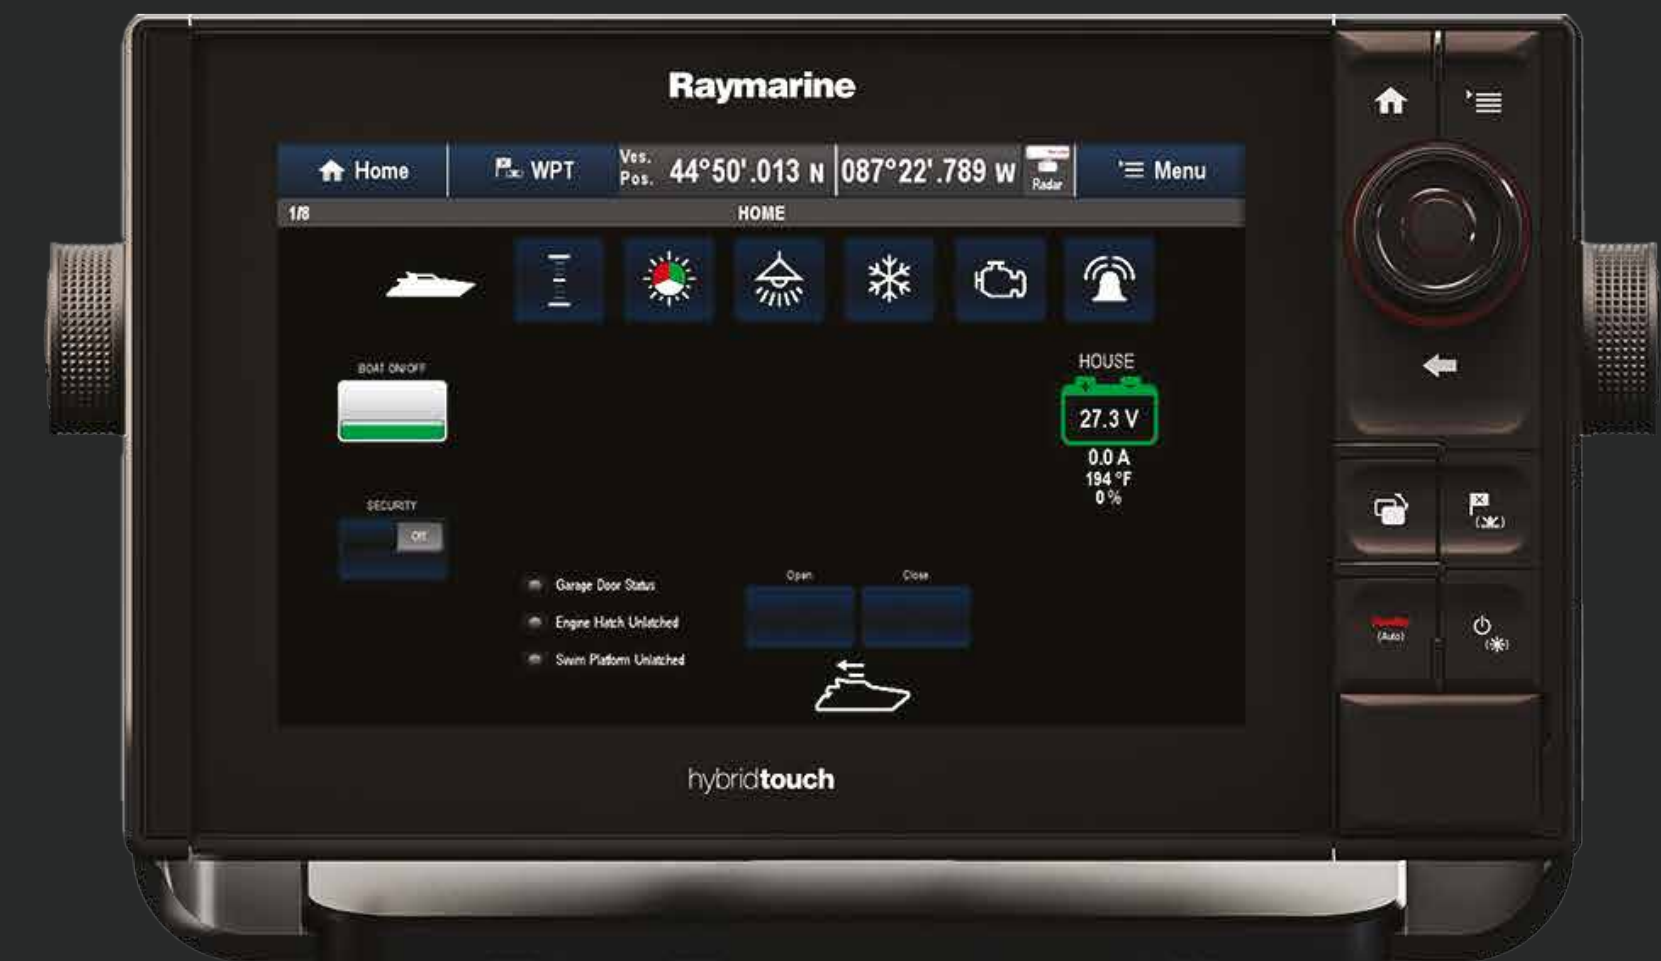 Raymarine
Home
WPT
Ves. Pos. 44°50'.013 N 087°22'.789 W
Radar
Menu
1/8 HOME
BOAT ON/OFF
HOUSE
27.3 V
0.0 A
194 °F
0 %
SECURITY
Off
Garage Door Status
Engine Hatch Unlatched
Swim Platform Unlatched
Open
Close
(Auto)
hybridtouch